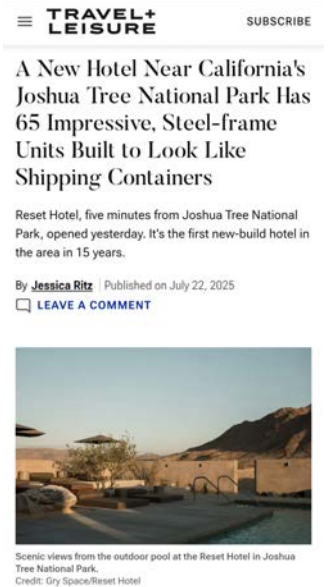 TRAVEL+
LEISURE
SUBSCRIBE
A New Hotel Near California's
Joshua Tree National Park Has
65 Impressive, Steel-frame
Units Built to Look Like
Shipping Containers
Reset Hotel, five minutes from Joshua Tree National
Park, opened yesterday. It's the first new-build hotel in
the area in 15 years.
By Jessica Ritz | Published on July 22, 2025
LEAVE A COMMENT
Scenic views from the outdoor pool at the Reset Hotel in Joshua
Tree National Park.
Credit: Gry Space/Reset Hotel